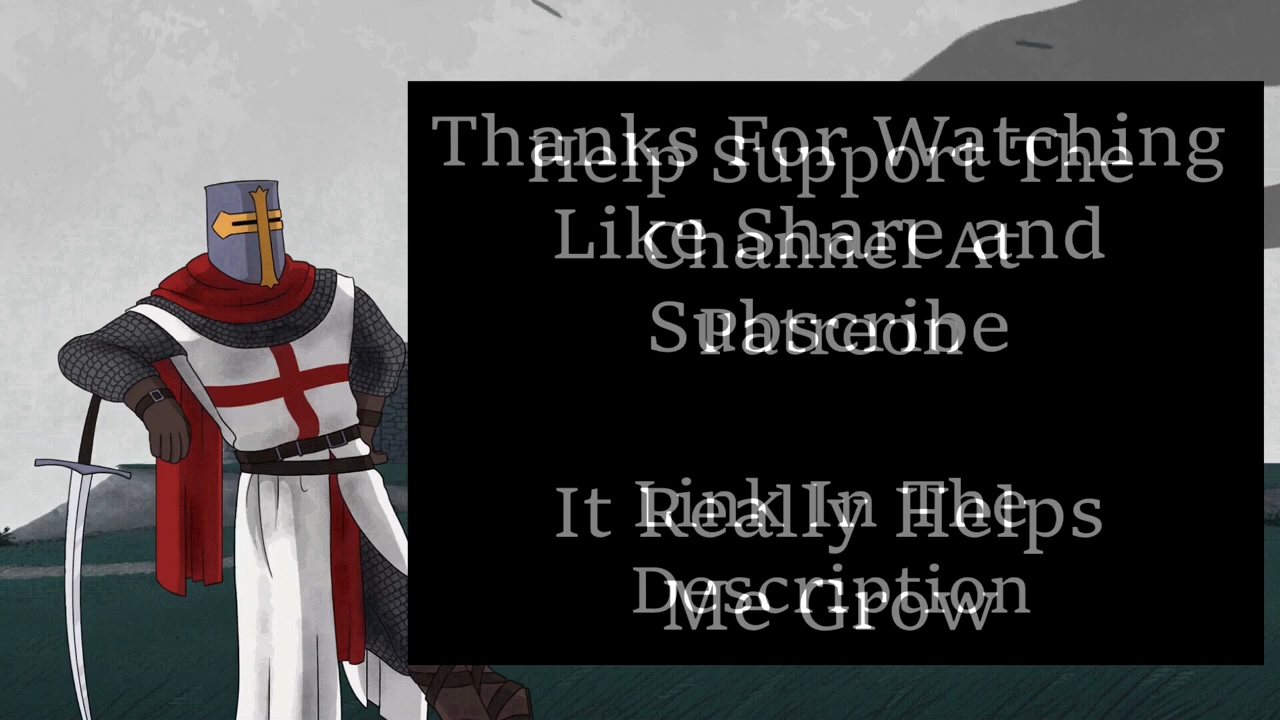 Thanks For Watching
Like Share and
Subscribe
It Really Helps
Me Grow
Help Support The
Channel At
Patreon
Link In The
Description